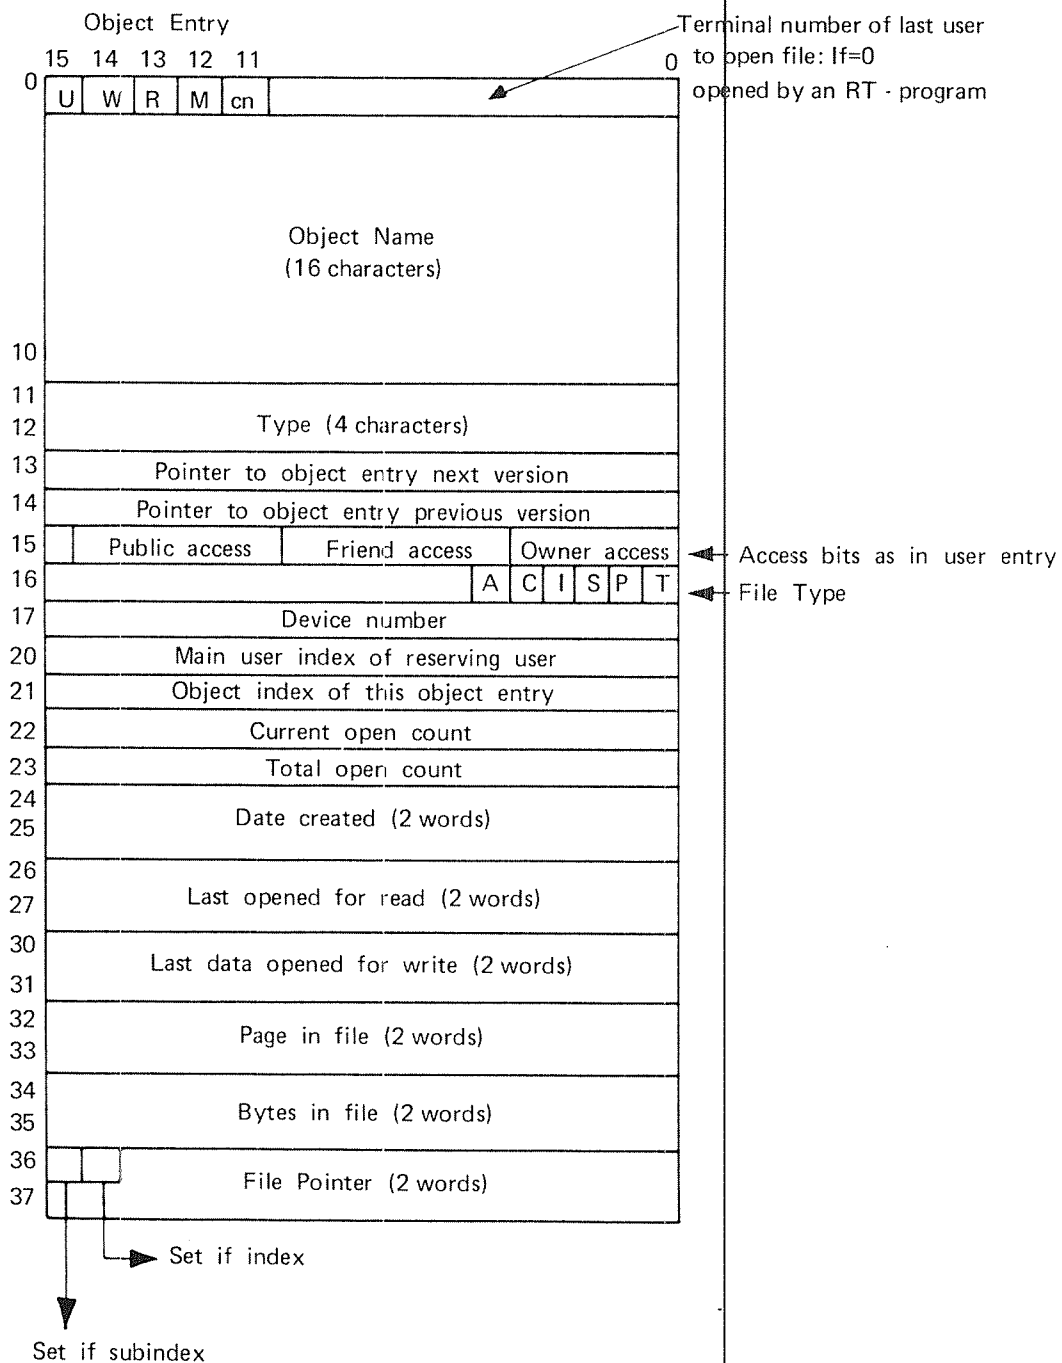 Object Entry
Terminal number of last user
15 14 13 12 11 0 to open file: If=0
0 U W R M cn opened by an RT - program
Object Name
(16 characters)
10
11
12 Type (4 characters)
13 Pointer to object entry next version
14 Pointer to object entry previous version
15 Public access Friend access Owner access Access bits as in user entry
16 A C I S P T File Type
17 Device number
20 Main user index of reserving user
21 Object index of this object entry
22 Current open count
23 Total open count
24
Date created (2 words)
25
26
Last opened for read (2 words)
27
30
Last data opened for write (2 words)
31
32
Page in file (2 words)
33
34
Bytes in file (2 words)
35
36
File Pointer (2 words)
37
Set if index
Set if subindex